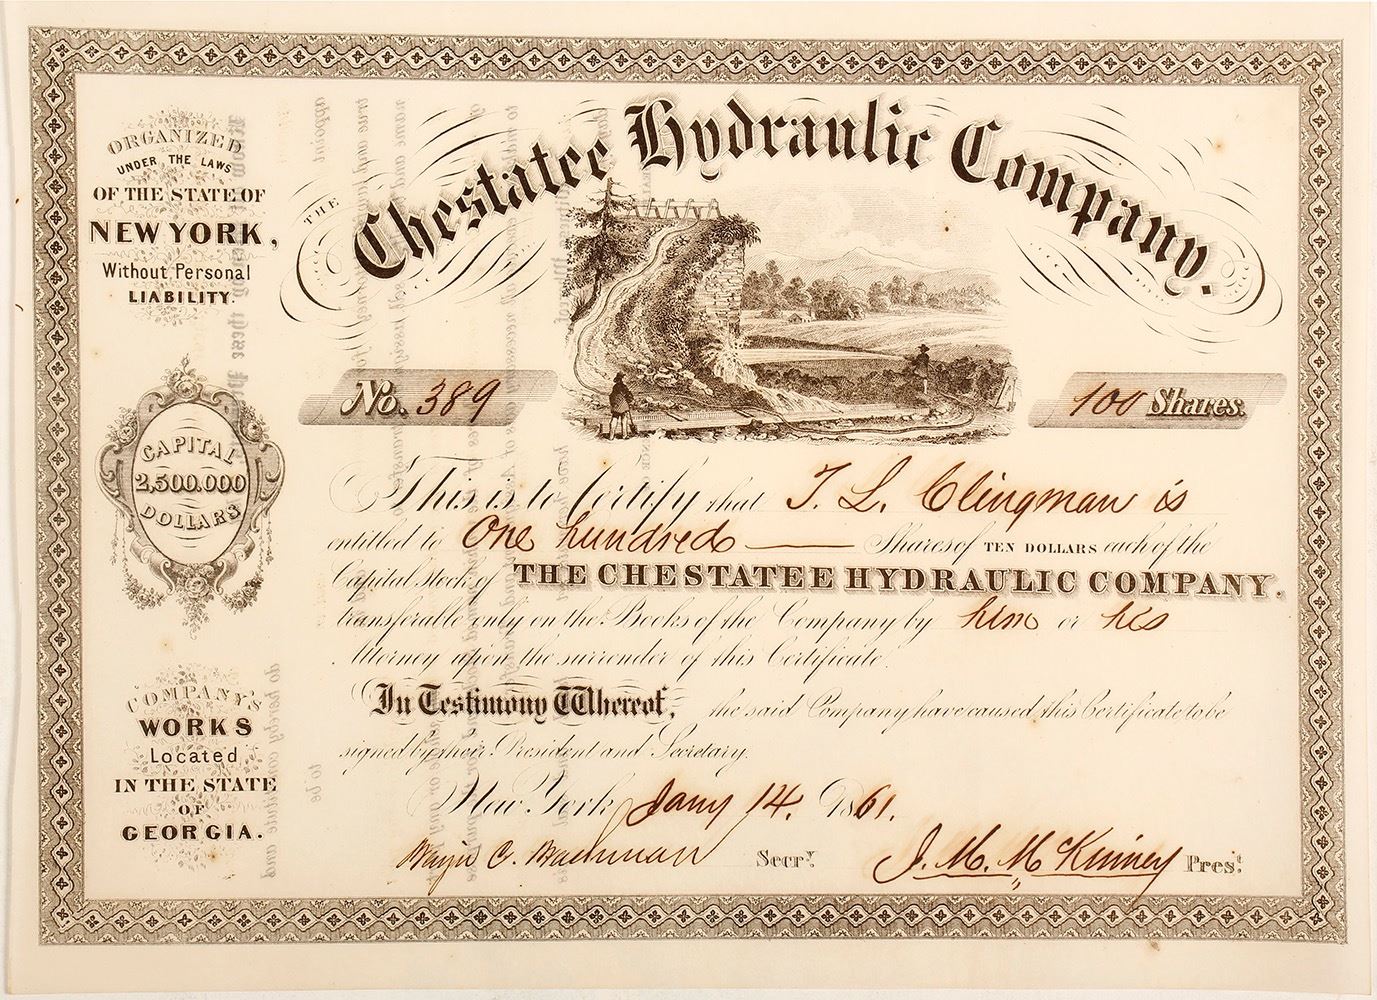 ORGANIZED
UNDER THE LAWS
OF THE STATE OF
NEW YORK,
Without Personal
LIABILITY.
CAPITAL
2,500.000
DOLLARS
COMPANY'S
WORKS
Located
IN THE STATE
OF
GEORGIA.
THE Chestatee Hydraulic Company.
No. 389
100 Shares.
This is to Certify that T. L. Clingman is
entitled to One hundred Shares of TEN DOLLARS each of the
Capital stock of THE CHESTATEE HYDRAULIC COMPANY.
transferable only on the Books of the Company by him or his
Attorney upon the surrender of this Certificate.
In Testimony Whereof, the said Company have caused this Certificate to be
signed by their President and Secretary.
New York, Jany 14. 1861.
Secry.
J. M. McKinney Prest.